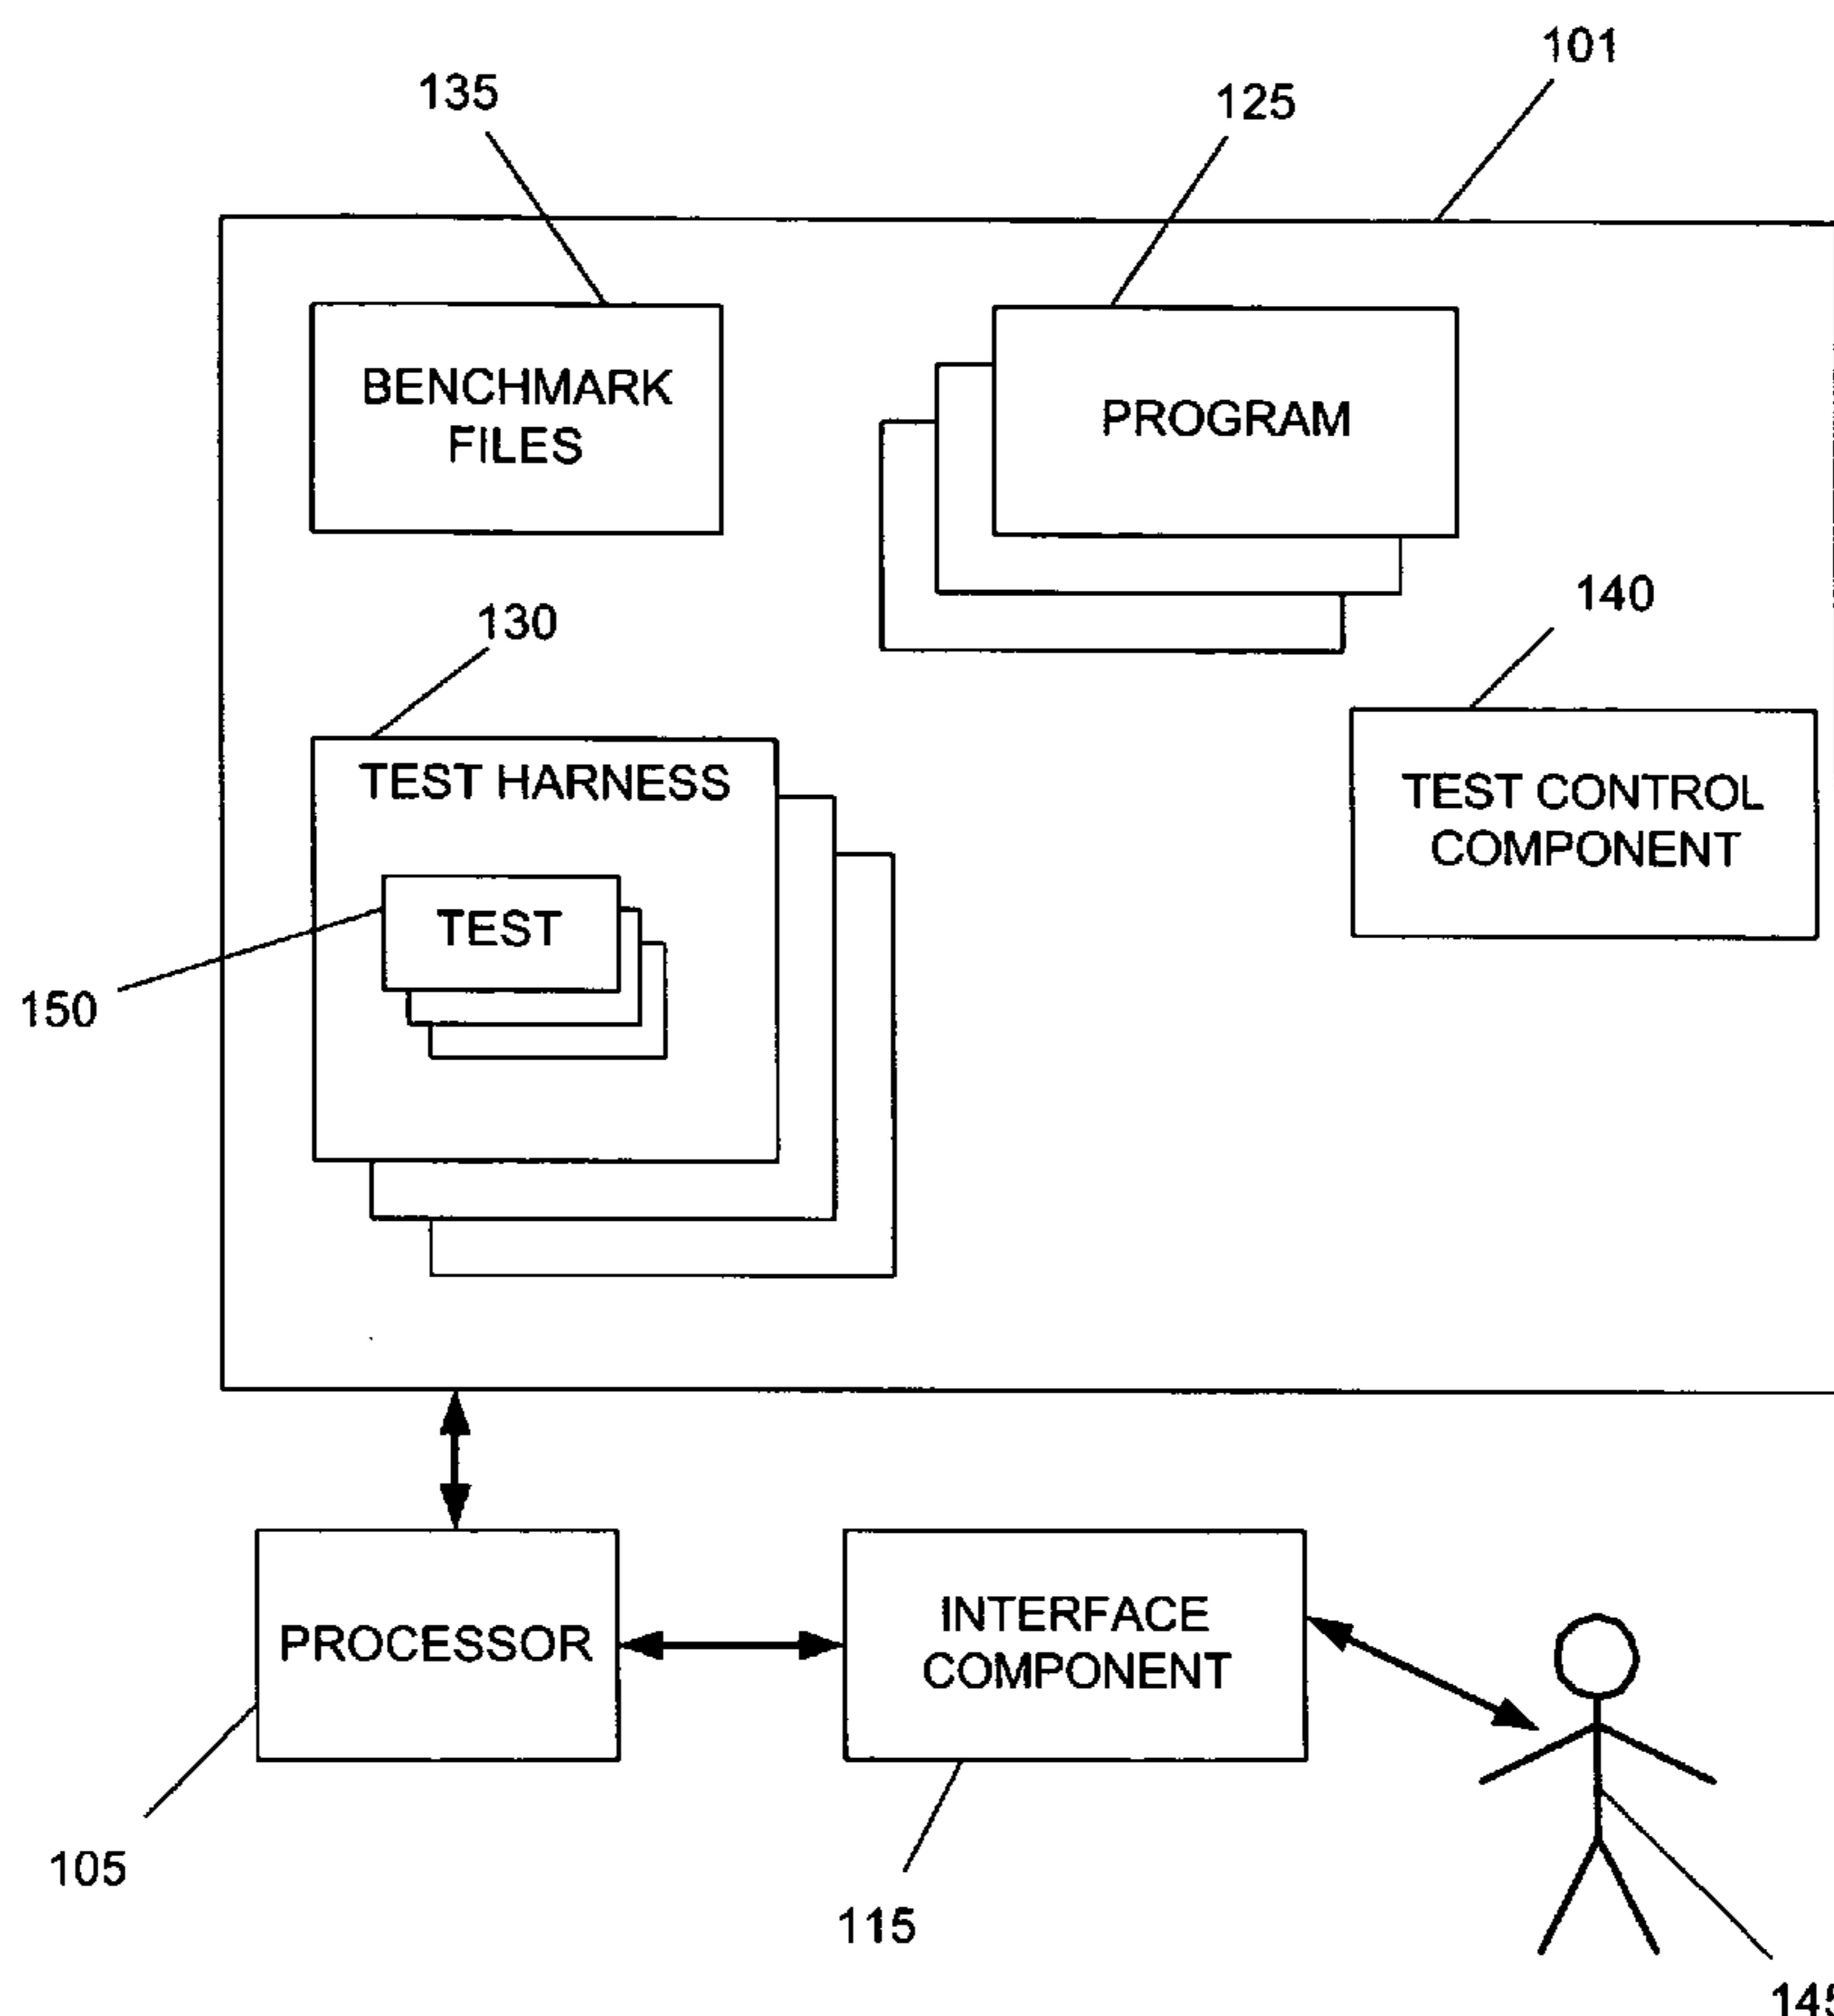 101
135
125
BENCHMARK
FILES
PROGRAM
140
130
TEST HARNESS
TEST CONTROL
COMPONENT
TEST
150
PROCESSOR
INTERFACE
COMPONENT
105
115
145